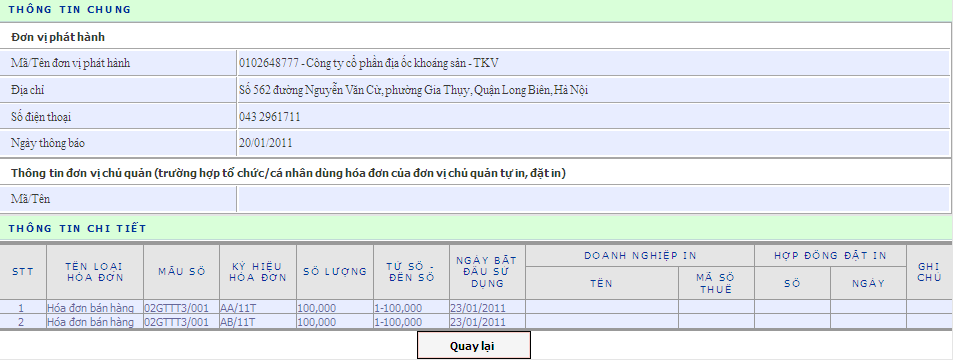 THÔNG TIN CHUNG
Đơn vị phát hành
Mã/Tên đơn vị phát hành 0102648777 - Công ty cổ phần địa ốc khoáng sản - TKV
Địa chỉ Số 562 đường Nguyễn Văn Cừ, phường Gia Thụy, Quận Long Biên, Hà Nội
Số điện thoại 043 2961711
Ngày thông báo 20/01/2011
Thông tin đơn vị chủ quản (trường hợp tổ chức/cá nhân dùng hóa đơn của đơn vị chủ quản tự in, đặt in)
Mã/Tên
THÔNG TIN CHI TIẾT
STT TÊN LOẠI HÓA ĐƠN MẪU SỐ KÝ HIỆU HÓA ĐƠN SỐ LƯỢNG TỪ SỐ - ĐẾN SỐ NGÀY BẮT ĐẦU SỬ DỤNG DOANH NGHIỆP IN HỢP ĐỒNG ĐẶT IN GHI CHÚ
TÊN MÃ SỐ THUẾ SỐ NGÀY
1 Hóa đơn bán hàng 02GTTT3/001 AA/11T 100,000 1-100,000 23/01/2011
2 Hóa đơn bán hàng 02GTTT3/001 AB/11T 100,000 1-100,000 23/01/2011
Quay lại